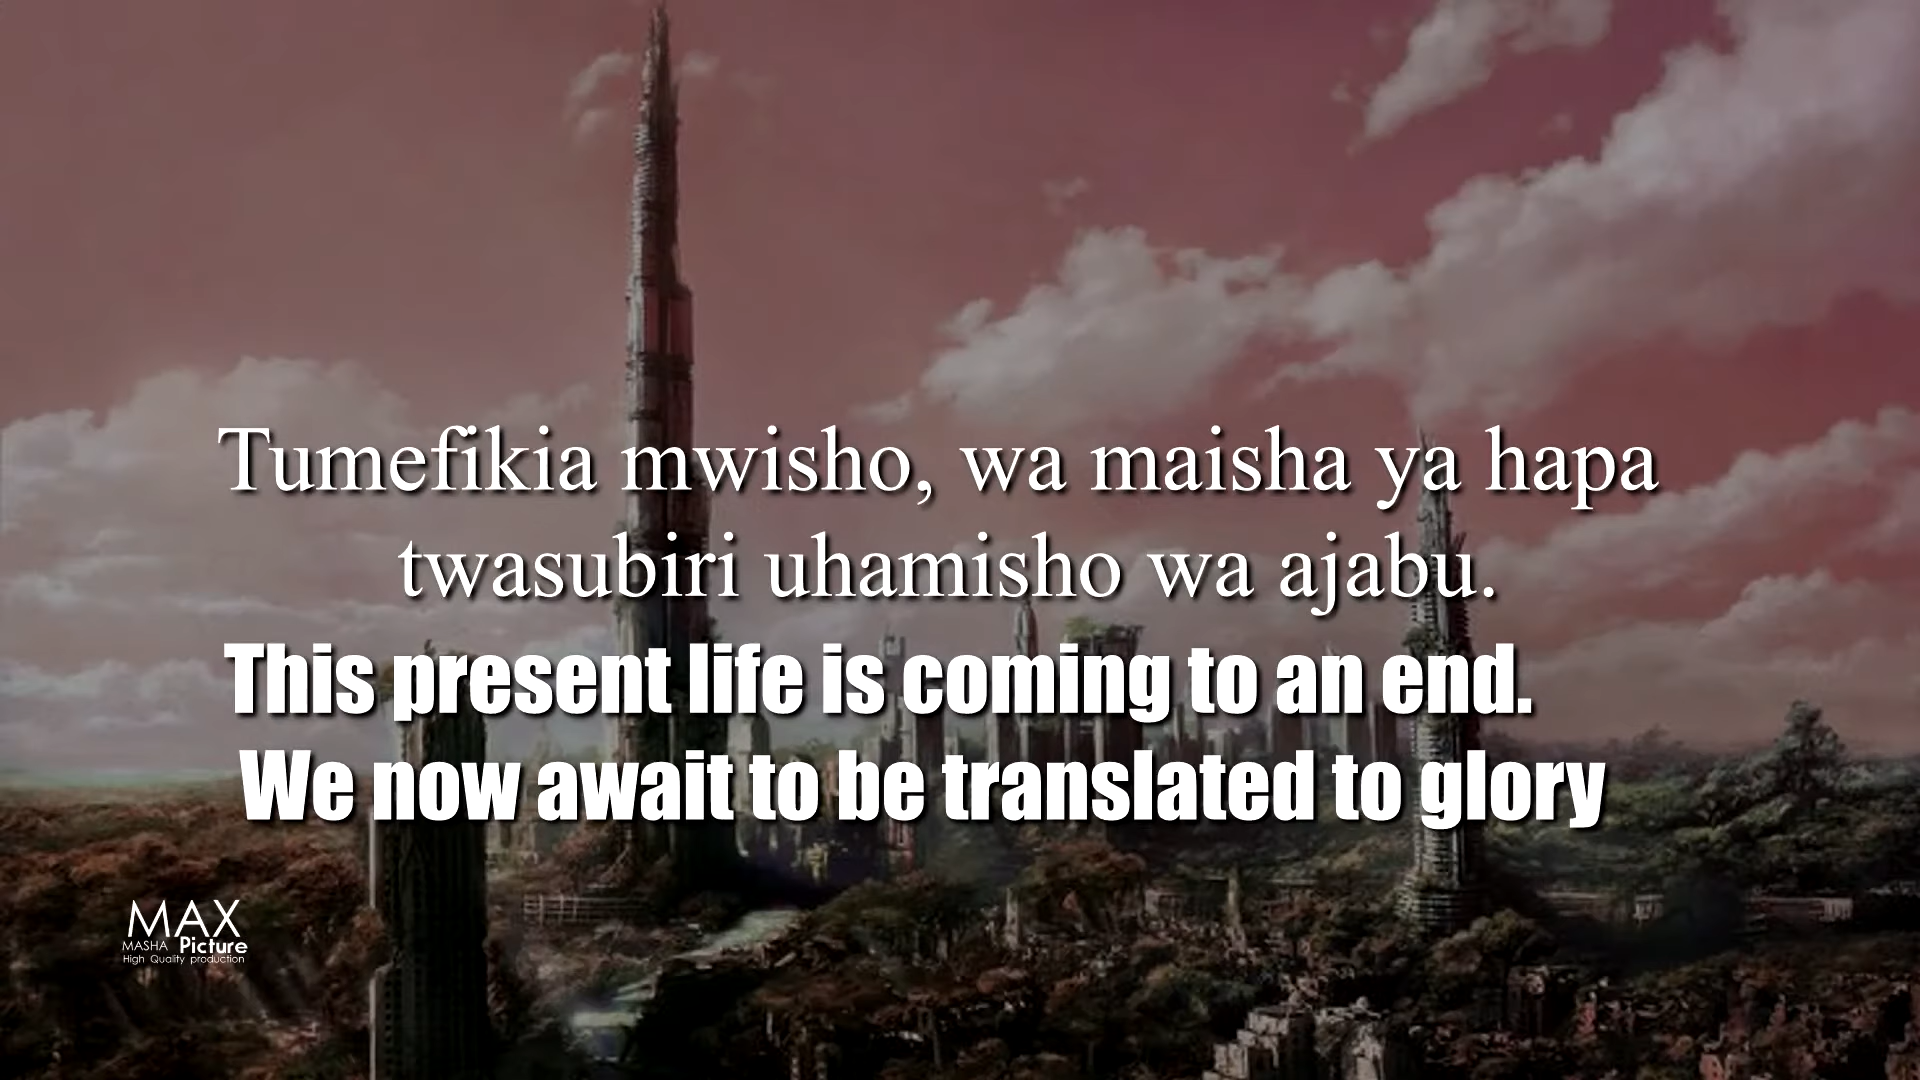 Tumefikia mwisho, wa maisha ya hapa
twasubiri uhamisho wa ajabu.
This present life is coming to an end.
We now await to be translated to glory
MAX
MASHA Picture
High Quality production